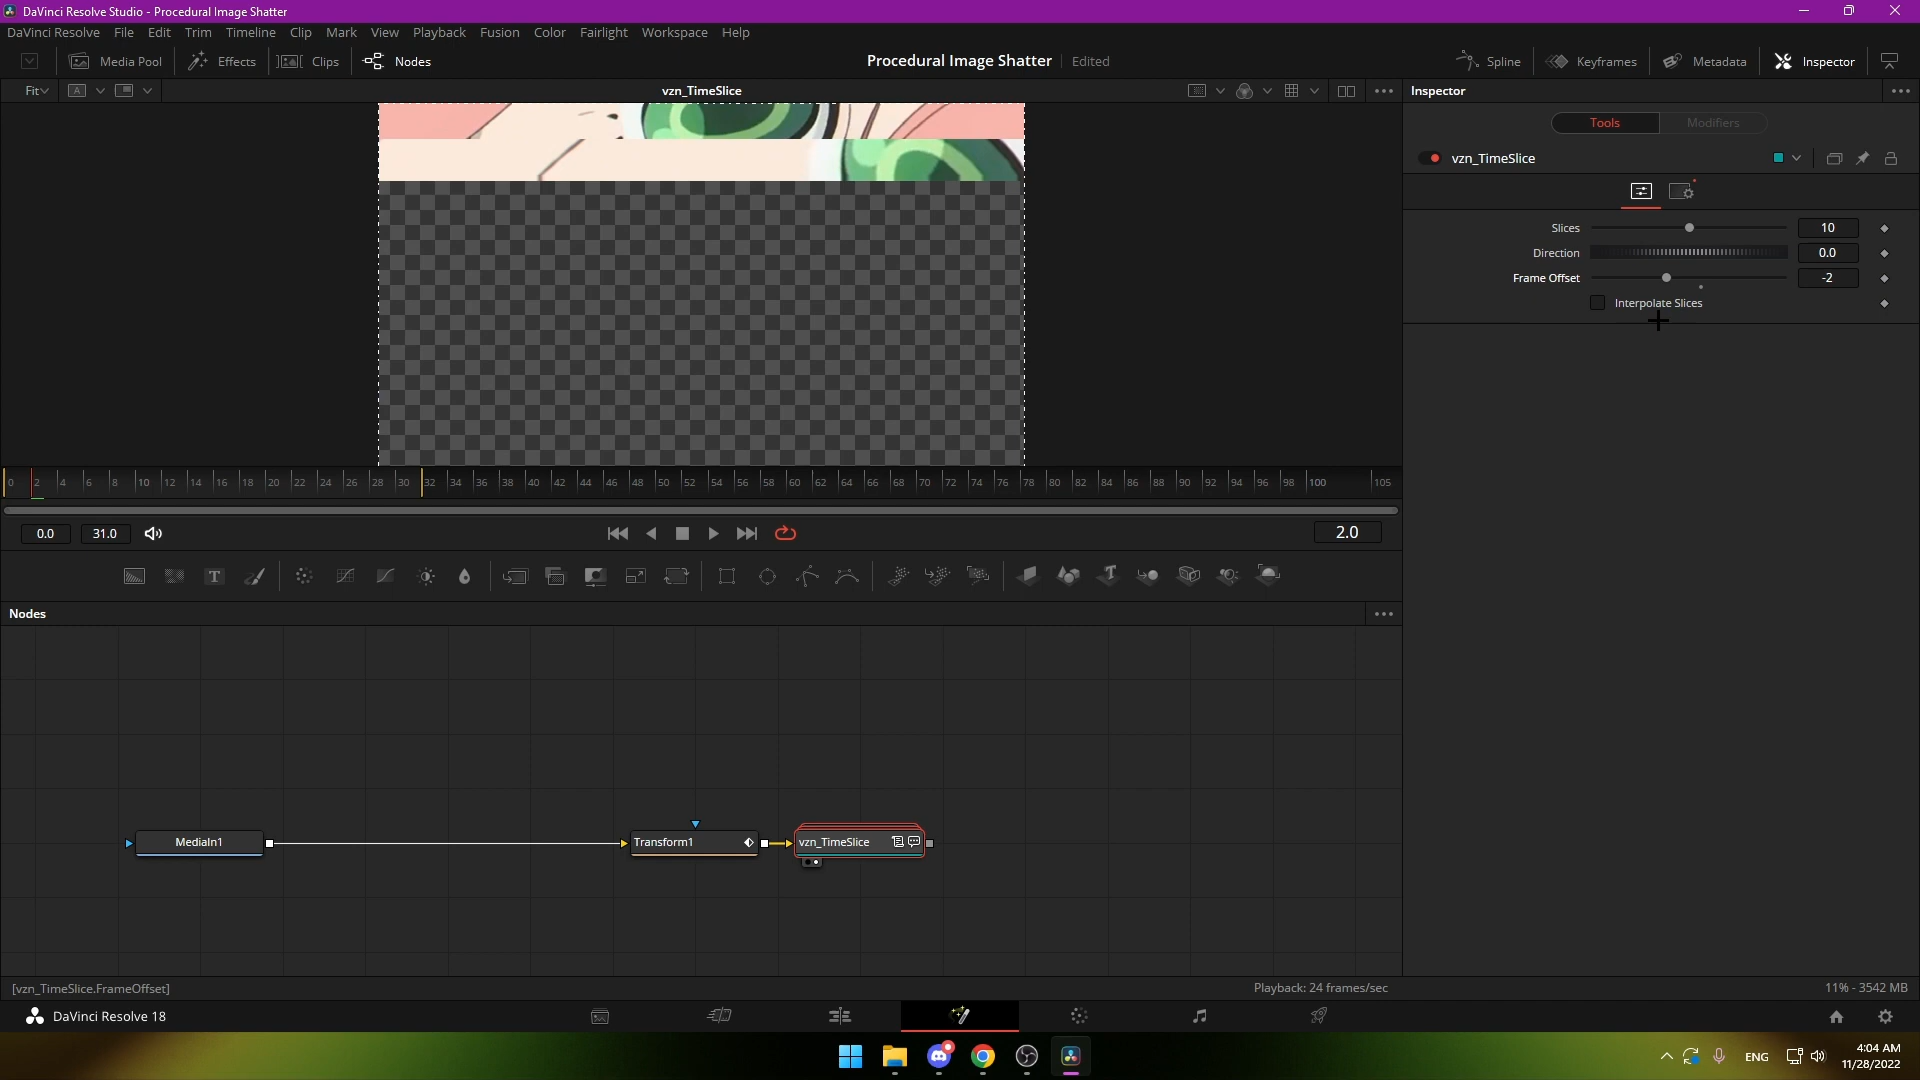 DaVinci Resolve Studio - Procedural Image Shatter
DaVinci Resolve File Edit Trim Timeline Clip Mark View Playback Fusion Color Fairlight Workspace Help
Media Pool Effects Clips Nodes Procedural Image Shatter Edited Spline Keyframes Metadata Inspector
Fit A vzn_TimeSlice Inspector
Tools Modifiers
vzn_TimeSlice
Slices 10
Direction 0.0
Frame Offset -2
Interpolate Slices
0 2 4 6 8 10 12 14 16 18 20 22 24 26 28 30 32 34 36 38 40 42 44 46 48 50 52 54 56 58 60 62 64 66 68 70 72 74 76 78 80 82 84 86 88 90 92 94 96 98 100 105
0.0 31.0 2.0
T T
Nodes
MediaIn1 Transform1 vzn_TimeSlice
[vzn_TimeSlice.FrameOffset] Playback: 24 frames/sec 11% - 3542 MB
DaVinci Resolve 18
ENG 4:04 AM
11/28/2022